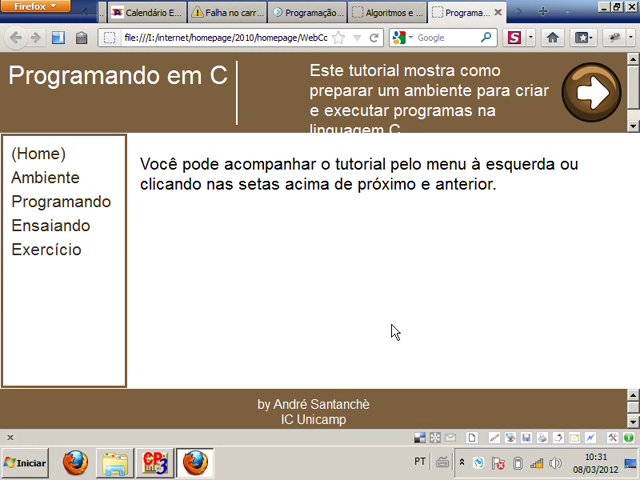 Firefox
Calendário E...
Falha no carr...
Programação...
Algoritmos e ...
Programa...
file:///I:/internet/homepage/2010/homepage/WebCo
Google
Programando em C
Este tutorial mostra como
preparar um ambiente para criar
e executar programas na
linguagem C
(Home)
Ambiente
Programando
Ensaiando
Exercício
Você pode acompanhar o tutorial pelo menu à esquerda ou
clicando nas setas acima de próximo e anterior.
by André Santanchè
IC Unicamp
Iniciar
PT
10:31
08/03/2012